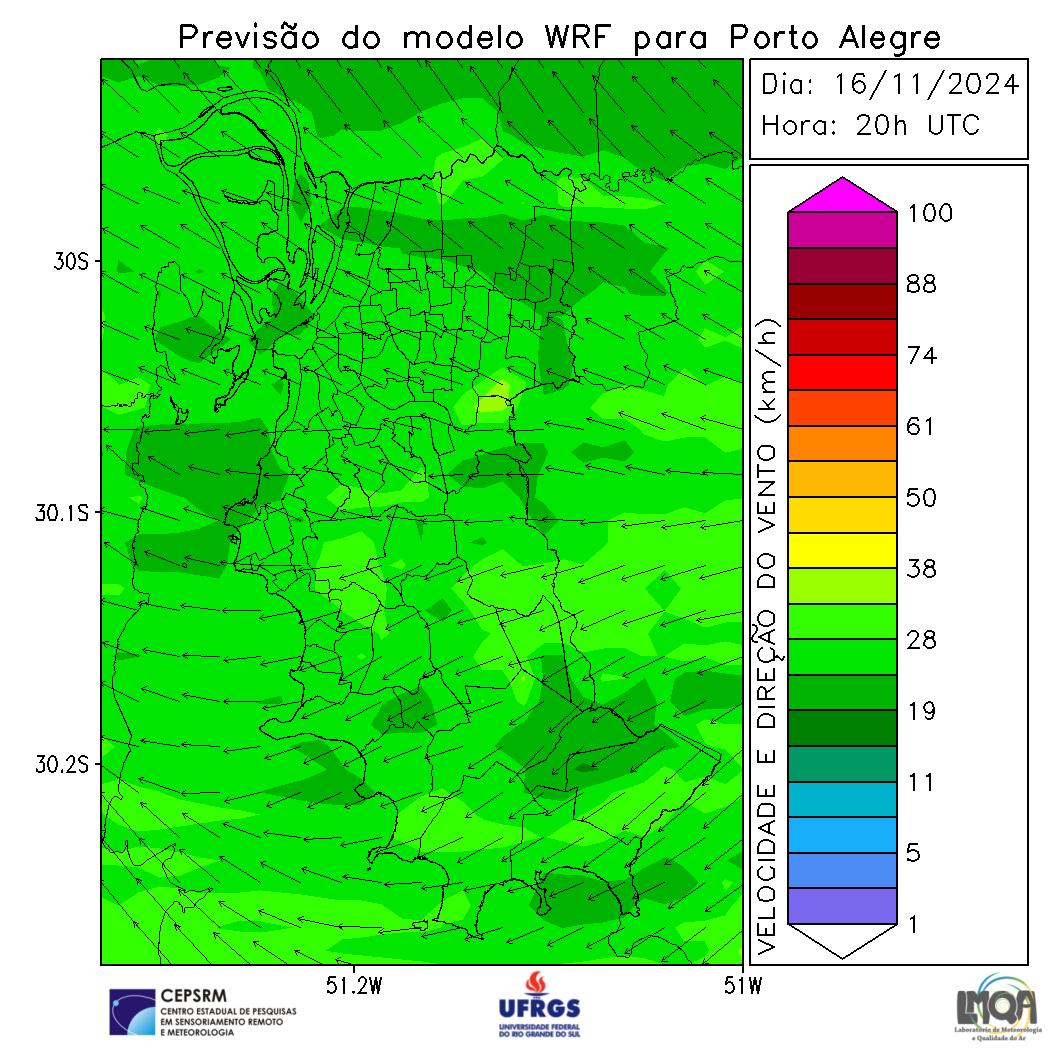 Previsão do modelo WRF para Porto Alegre
Dia: 16/11/2024
Hora: 20h UTC
30S
30.1S
30.2S
51.2W
51W
VELOCIDADE E DIREÇÃO DO VENTO (km/h)
100
88
74
61
50
38
28
19
11
5
1
CEPSRM
CENTRO ESTADUAL DE PESQUISAS
EM SENSORIAMENTO REMOTO
E METEOROLOGIA
UFRGS
UNIVERSIDADE FEDERAL
DO RIO GRANDE DO SUL
LMQA
Laboratório de Meteorologia
e Qualidade do Ar